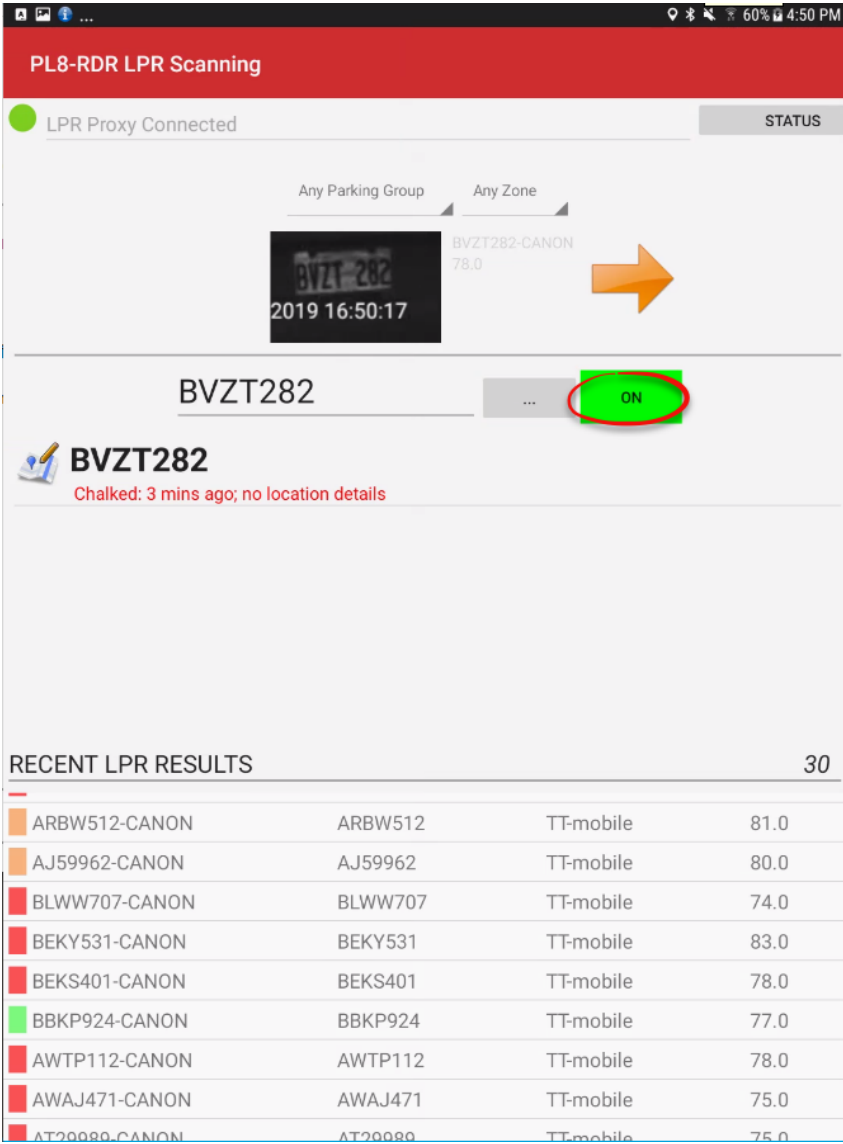 ... 60% 4:50 PM
PL8-RDR LPR Scanning
LPR Proxy Connected STATUS
Any Parking Group Any Zone
BVZT 282
2019 16:50:17
BVZT282-CANON
78.0
BVZT282 ... ON
BVZT282
Chalked: 3 mins ago; no location details
RECENT LPR RESULTS 30
ARBW512-CANON ARBW512 TT-mobile 81.0
AJ59962-CANON AJ59962 TT-mobile 80.0
BLWW707-CANON BLWW707 TT-mobile 74.0
BEKY531-CANON BEKY531 TT-mobile 83.0
BEKS401-CANON BEKS401 TT-mobile 78.0
BBKP924-CANON BBKP924 TT-mobile 77.0
AWTP112-CANON AWTP112 TT-mobile 78.0
AWAJ471-CANON AWAJ471 TT-mobile 75.0
AT29989-CANON AT29989 TT-mobile 75.0